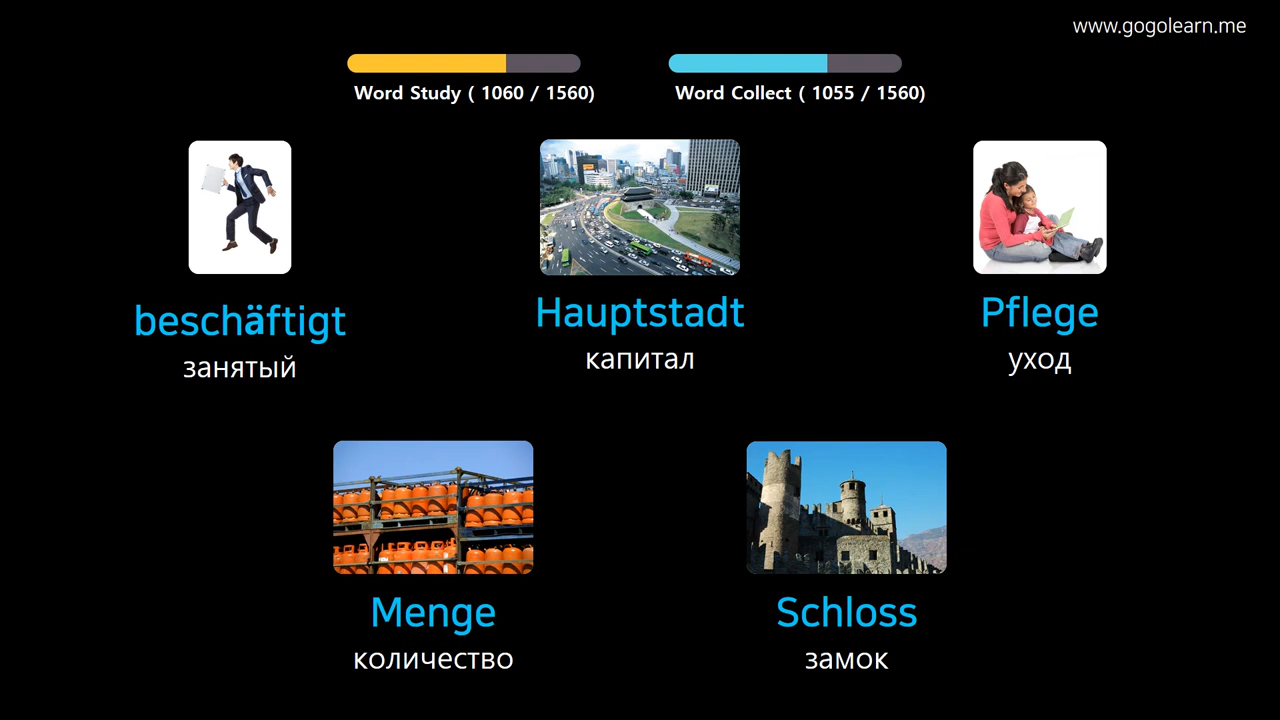 www.gogolearn.me
Word Study ( 1060 / 1560)
Word Collect ( 1055 / 1560)
beschäftigt
занятый
Hauptstadt
капитал
Pflege
уход
Menge
количество
Schloss
замок